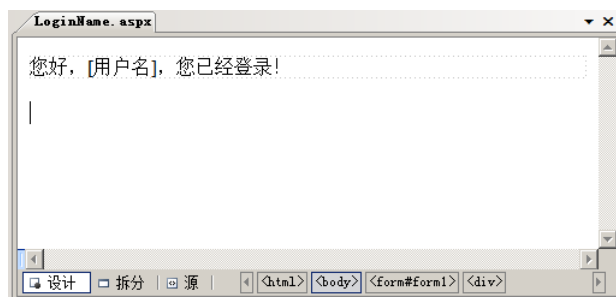 LoginName.aspx
您好，[用户名]，您已经登录！
设计 拆分 源 <html> <body> <form#form1> <div>